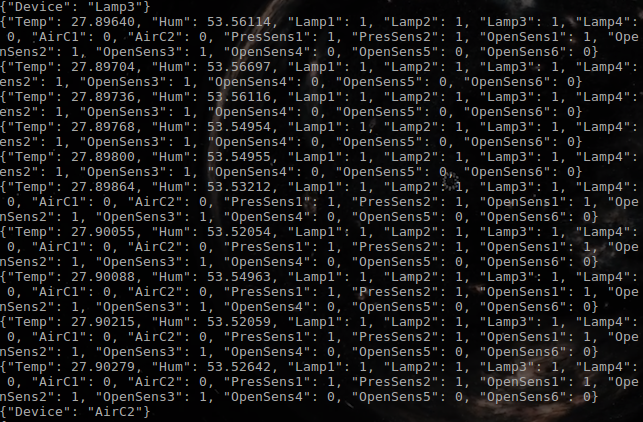 {"Device": "Lamp3"}
{"Temp": 27.89640, "Hum": 53.56114, "Lamp1": 1, "Lamp2": 1, "Lamp3": 1, "Lamp4":
 0, "AirC1": 0, "AirC2": 0, "PresSens1": 1, "PresSens2": 1, "OpenSens1": 1, "Ope
nSens2": 1, "OpenSens3": 1, "OpenSens4": 0, "OpenSens5": 0, "OpenSens6": 0}
{"Temp": 27.89704, "Hum": 53.56697, "Lamp1": 1, "Lamp2": 1, "Lamp3": 1, "Lamp4":
ens2": 1, "OpenSens3": 1, "OpenSens4": 0, "OpenSens5": 0, "OpenSens6": 0}
{"Temp": 27.89736, "Hum": 53.56116, "Lamp1": 1, "Lamp2": 1, "Lamp3": 1, "Lamp4":
ens2": 1, "OpenSens3": 1, "OpenSens4": 0, "OpenSens5": 0, "OpenSens6": 0}
{"Temp": 27.89768, "Hum": 53.54954, "Lamp1": 1, "Lamp2": 1, "Lamp3": 1, "Lamp4":
ens2": 1, "OpenSens3": 1, "OpenSens4": 0, "OpenSens5": 0, "OpenSens6": 0}
{"Temp": 27.89800, "Hum": 53.54955, "Lamp1": 1, "Lamp2": 1, "Lamp3": 1, "Lamp4":
ens2": 1, "OpenSens3": 1, "OpenSens4": 0, "OpenSens5": 0, "OpenSens6": 0}
{"Temp": 27.89864, "Hum": 53.53212, "Lamp1": 1, "Lamp2": 1, "Lamp3": 1, "Lamp4":
 0, "AirC1": 0, "AirC2": 0, "PresSens1": 1, "PresSens2": 1, "OpenSens1": 1, "Ope
nSens2": 1, "OpenSens3": 1, "OpenSens4": 0, "OpenSens5": 0, "OpenSens6": 0}
{"Temp": 27.90055, "Hum": 53.52054, "Lamp1": 1, "Lamp2": 1, "Lamp3": 1, "Lamp4":
 0, "AirC1": 0, "AirC2": 0, "PresSens1": 1, "PresSens2": 1, "OpenSens1": 1, "Ope
nSens2": 1, "OpenSens3": 1, "OpenSens4": 0, "OpenSens5": 0, "OpenSens6": 0}
{"Temp": 27.90088, "Hum": 53.54963, "Lamp1": 1, "Lamp2": 1, "Lamp3": 1, "Lamp4":
 0, "AirC1": 0, "AirC2": 0, "PresSens1": 1, "PresSens2": 1, "OpenSens1": 1, "Ope
nSens2": 1, "OpenSens3": 1, "OpenSens4": 0, "OpenSens5": 0, "OpenSens6": 0}
{"Temp": 27.90215, "Hum": 53.52059, "Lamp1": 1, "Lamp2": 1, "Lamp3": 1, "Lamp4":
 0, "AirC1": 0, "AirC2": 0, "PresSens1": 1, "PresSens2": 1, "OpenSens1": 1, "Ope
nSens2": 1, "OpenSens3": 1, "OpenSens4": 0, "OpenSens5": 0, "OpenSens6": 0}
{"Temp": 27.90279, "Hum": 53.52642, "Lamp1": 1, "Lamp2": 1, "Lamp3": 1, "Lamp4":
 0, "AirC1": 0, "AirC2": 0, "PresSens1": 1, "PresSens2": 1, "OpenSens1": 1, "Ope
nSens2": 1, "OpenSens3": 1, "OpenSens4": 0, "OpenSens5": 0, "OpenSens6": 0}
{"Device": "AirC2"}